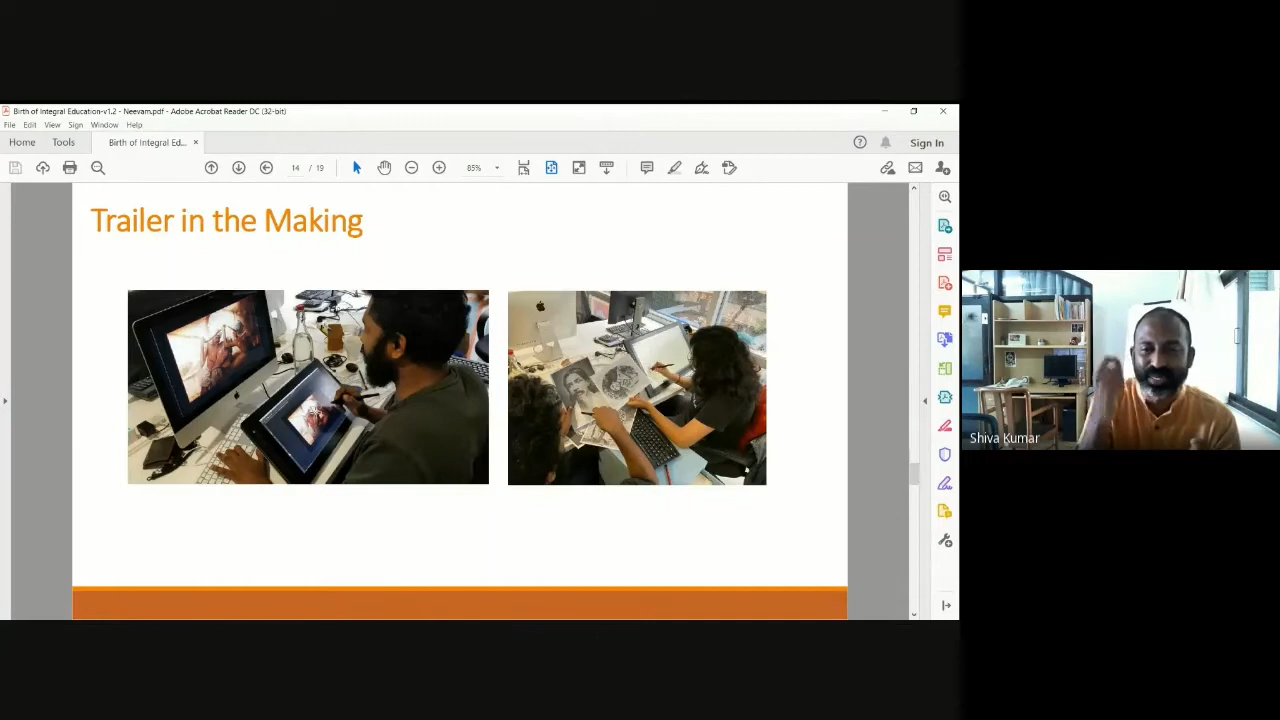 Birth of Integral Education-v1.2 - Neevam.pdf - Adobe Acrobat Reader DC (32-bit)
File Edit View Sign Window Help
Home Tools Birth of Integral Ed... × Sign In
14 / 19 85%
Trailer in the Making
Shiva Kumar